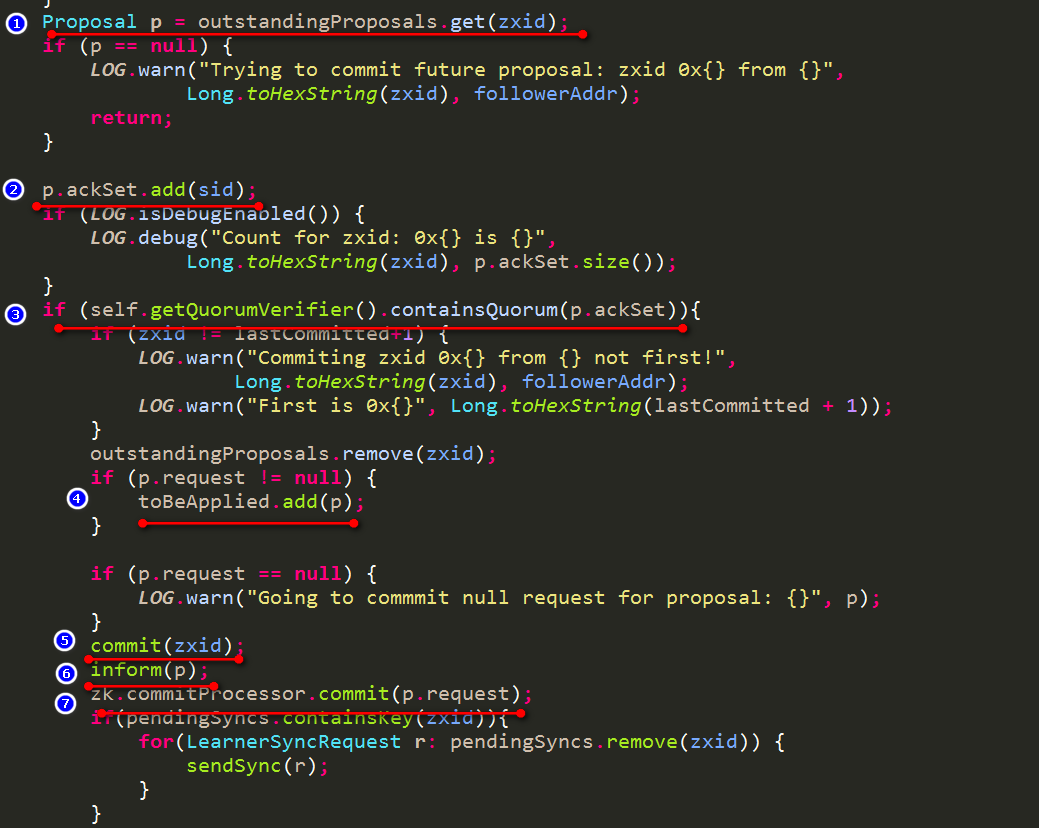 }
① Proposal p = outstandingProposals.get(zxid);
if (p == null) {
    LOG.warn("Trying to commit future proposal: zxid 0x{} from {}",
            Long.toHexString(zxid), followerAddr);
    return;
}

② p.ackSet.add(sid);
if (LOG.isDebugEnabled()) {
    LOG.debug("Count for zxid: 0x{} is {}",
            Long.toHexString(zxid), p.ackSet.size());
}
③ if (self.getQuorumVerifier().containsQuorum(p.ackSet)){
    if (zxid != lastCommitted+1) {
        LOG.warn("Commiting zxid 0x{} from {} not first!",
                Long.toHexString(zxid), followerAddr);
        LOG.warn("First is 0x{}", Long.toHexString(lastCommitted + 1));
    }
    outstandingProposals.remove(zxid);
    if (p.request != null) {
④         toBeApplied.add(p);
    }

    if (p.request == null) {
        LOG.warn("Going to commmit null request for proposal: {}", p);
    }
⑤     commit(zxid);
⑥     inform(p);
⑦     zk.commitProcessor.commit(p.request);
    if(pendingSyncs.containsKey(zxid)){
        for(LearnerSyncRequest r: pendingSyncs.remove(zxid)) {
            sendSync(r);
        }
    }